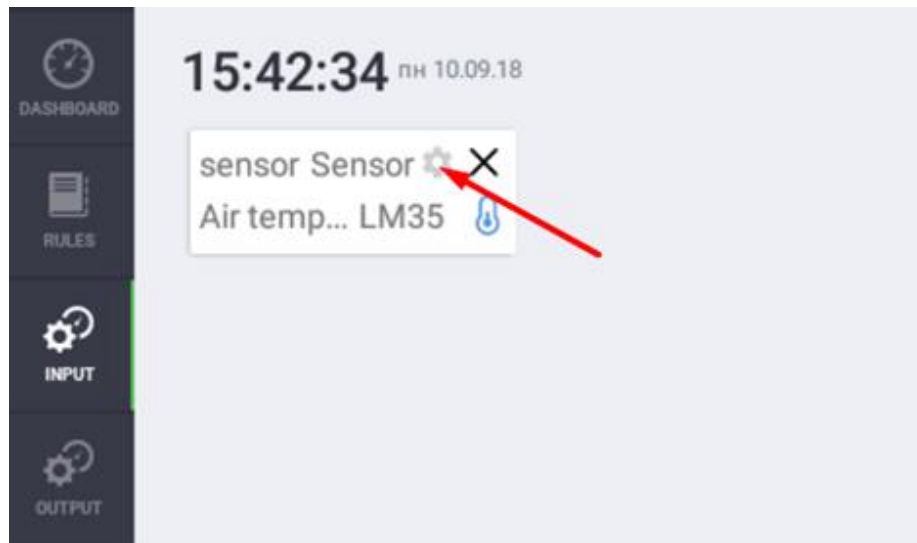 DASHBOARD
RULES
INPUT
OUTPUT
15:42:34 пн 10.09.18
sensor Sensor
Air temp... LM35